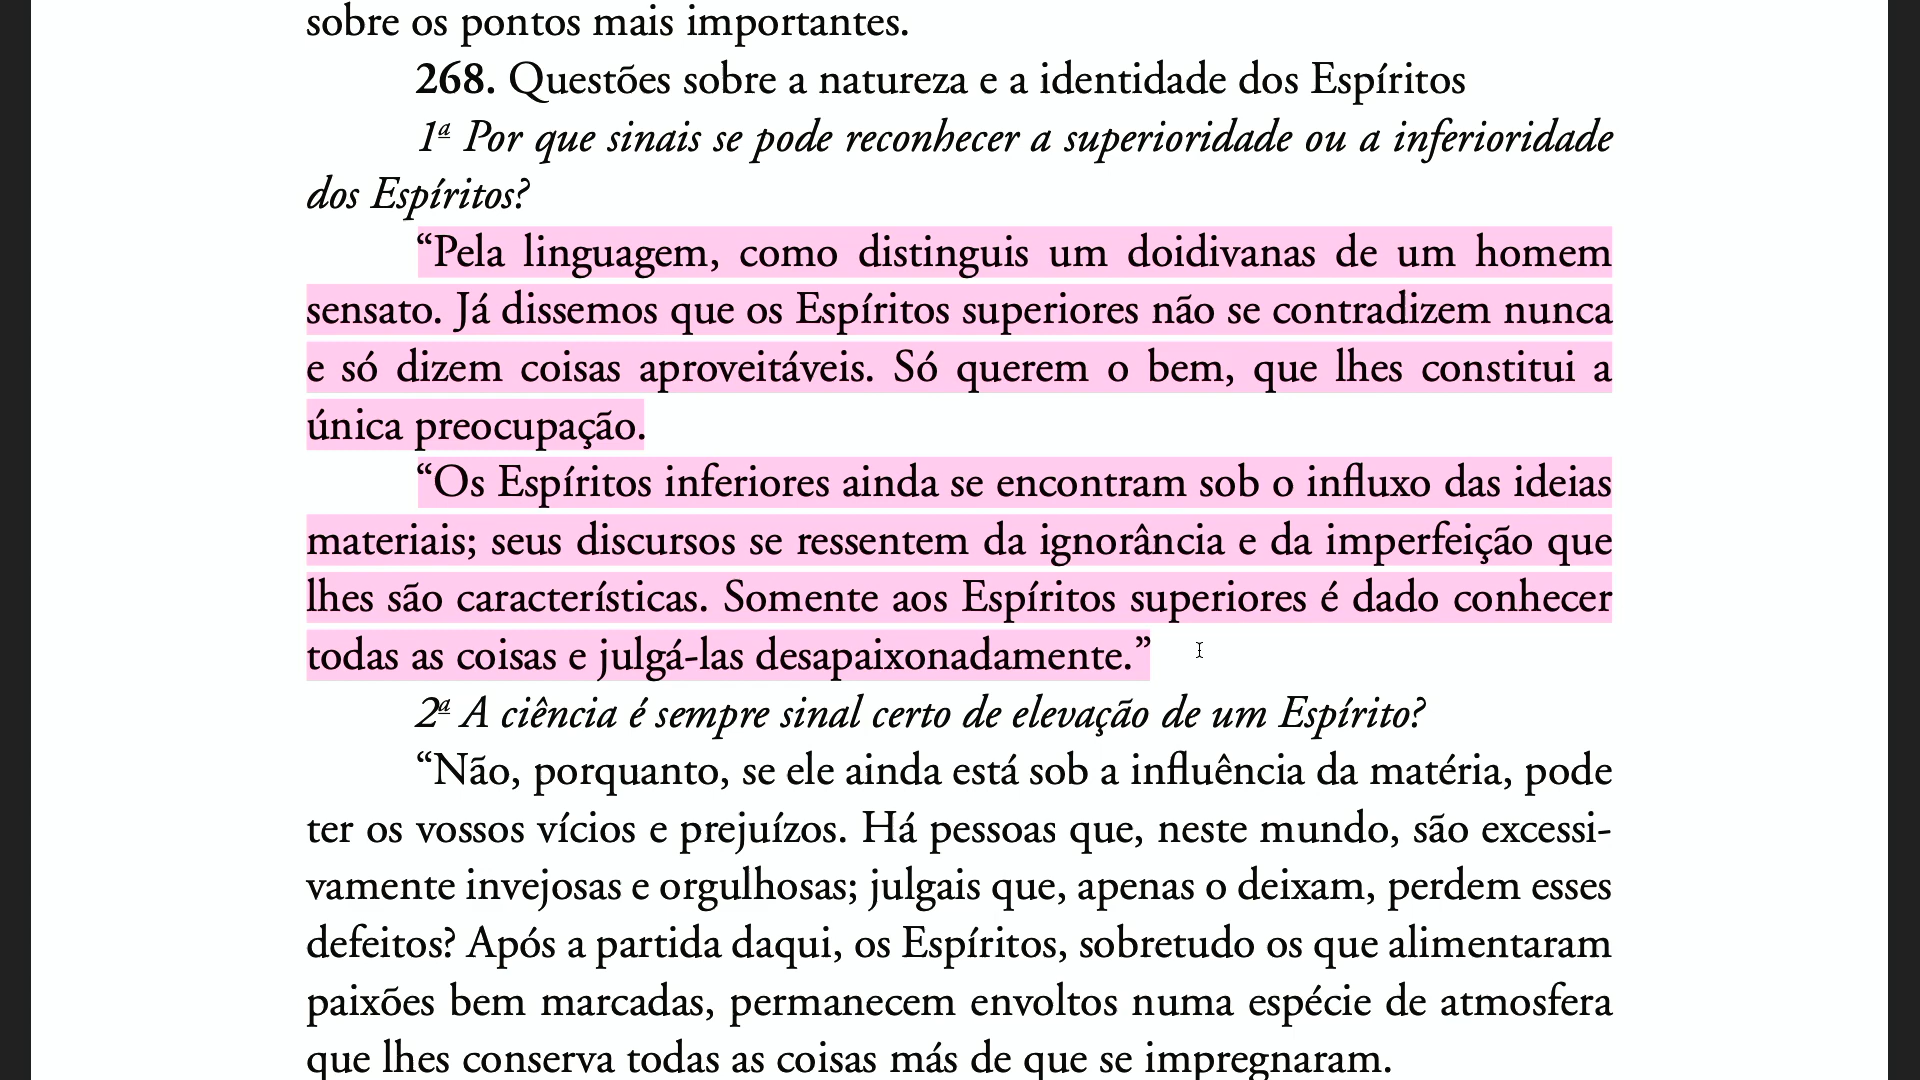 sobre os pontos mais importantes.
268. Questões sobre a natureza e a identidade dos Espíritos
1ª Por que sinais se pode reconhecer a superioridade ou a inferioridade
dos Espíritos?
“Pela linguagem, como distinguis um doidivanas de um homem
sensato. Já dissemos que os Espíritos superiores não se contradizem nunca
e só dizem coisas aproveitáveis. Só querem o bem, que lhes constitui a
única preocupação.
“Os Espíritos inferiores ainda se encontram sob o influxo das ideias
materiais; seus discursos se ressentem da ignorância e da imperfeição que
lhes são características. Somente aos Espíritos superiores é dado conhecer
todas as coisas e julgá-las desapaixonadamente.”
2ª A ciência é sempre sinal certo de elevação de um Espírito?
“Não, porquanto, se ele ainda está sob a influência da matéria, pode
ter os vossos vícios e prejuízos. Há pessoas que, neste mundo, são excessi-
vamente invejosas e orgulhosas; julgais que, apenas o deixam, perdem esses
defeitos? Após a partida daqui, os Espíritos, sobretudo os que alimentaram
paixões bem marcadas, permanecem envoltos numa espécie de atmosfera
que lhes conserva todas as coisas más de que se impregnaram.